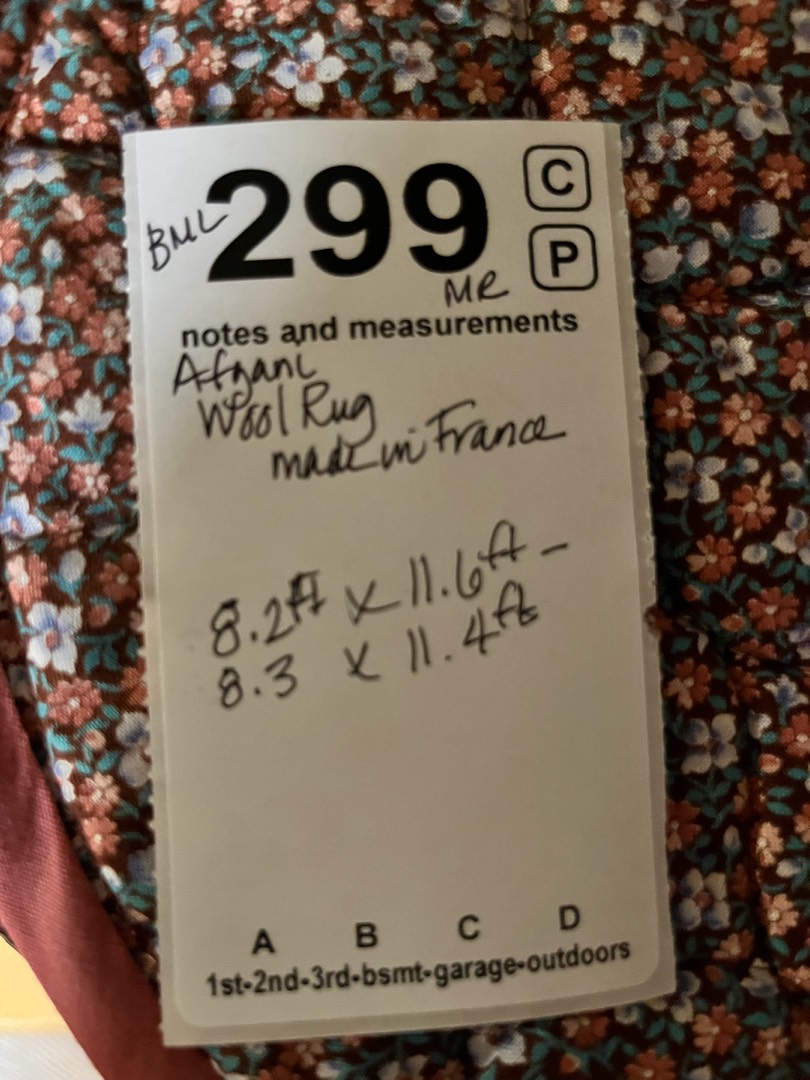 BML 299 C
P
MR
notes and measurements
Afgani
Wool Rug
made in France
8.2ft x 11.6ft -
8.3 x 11.4ft
A B C D
1st-2nd-3rd-bsmt-garage-outdoors